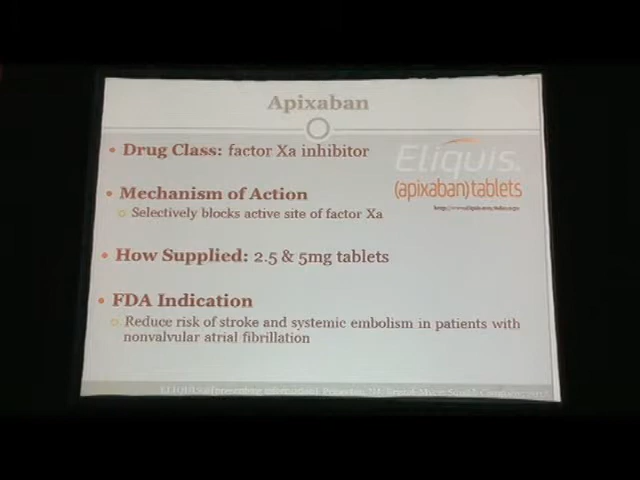 Apixaban
• Drug Class: factor Xa inhibitor
Eliquis.
(apixaban) tablets
• Mechanism of Action
Selectively blocks active site of factor Xa
• How Supplied: 2.5 & 5mg tablets
• FDA Indication
Reduce risk of stroke and systemic embolism in patients with
nonvalvular atrial fibrillation